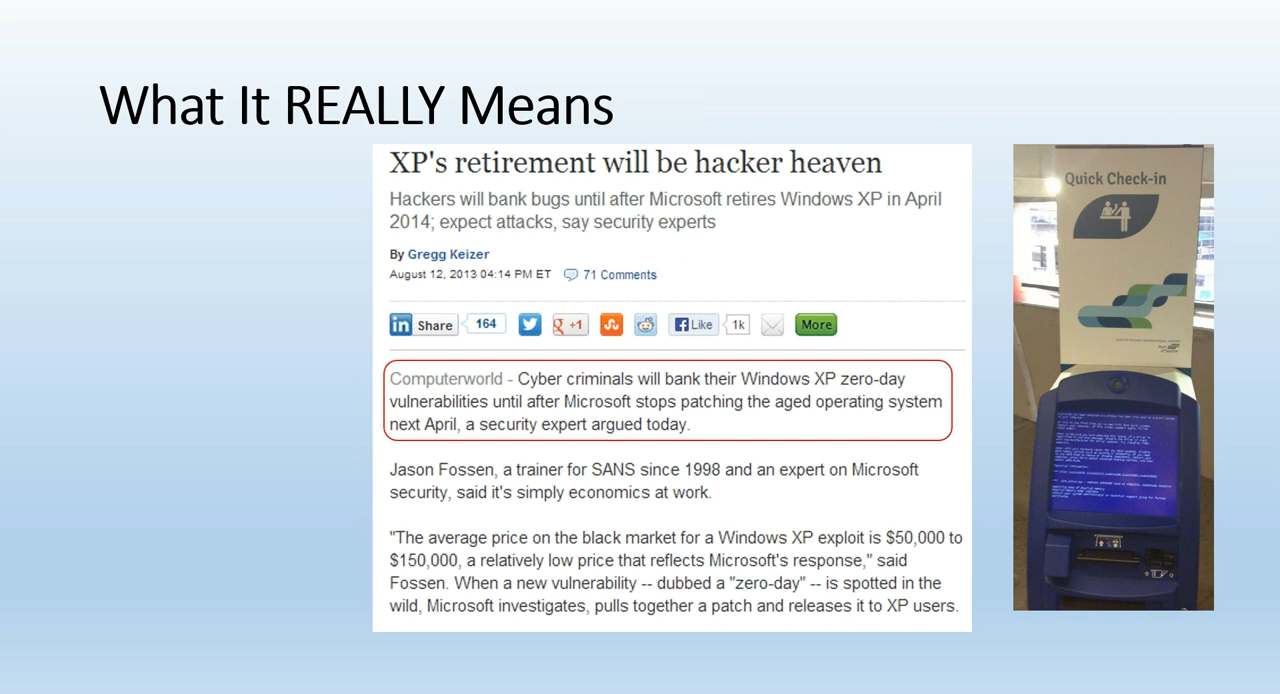 What It REALLY Means
XP's retirement will be hacker heaven
Hackers will bank bugs until after Microsoft retires Windows XP in April
2014; expect attacks, say security experts
By Gregg Keizer
August 12, 2013 04:14 PM ET 71 Comments
in Share 164 g +1 Like 1k More
Computerworld - Cyber criminals will bank their Windows XP zero-day
vulnerabilities until after Microsoft stops patching the aged operating system
next April, a security expert argued today.
Jason Fossen, a trainer for SANS since 1998 and an expert on Microsoft
security, said it's simply economics at work.
"The average price on the black market for a Windows XP exploit is $50,000 to
$150,000, a relatively low price that reflects Microsoft's response," said
Fossen. When a new vulnerability -- dubbed a "zero-day" -- is spotted in the
wild, Microsoft investigates, pulls together a patch and releases it to XP users.
Quick Check-in